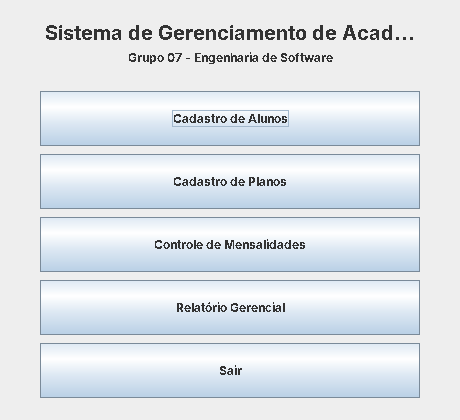 Sistema de Gerenciamento de Acad...
Grupo 07 - Engenharia de Software
Cadastro de Alunos
Cadastro de Planos
Controle de Mensalidades
Relatório Gerencial
Sair